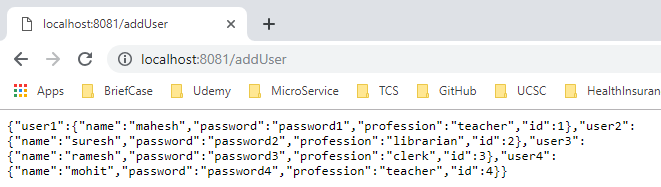 localhost:8081/addUser
localhost:8081/addUser
Apps BriefCase Udemy MicroService TCS GitHub UCSC HealthInsuran
{"user1":{"name":"mahesh","password":"password1","profession":"teacher","id":1},"user2":
{"name":"suresh","password":"password2","profession":"librarian","id":2},"user3":
{"name":"ramesh","password":"password3","profession":"clerk","id":3},"user4":
{"name":"mohit","password":"password4","profession":"teacher","id":4}}